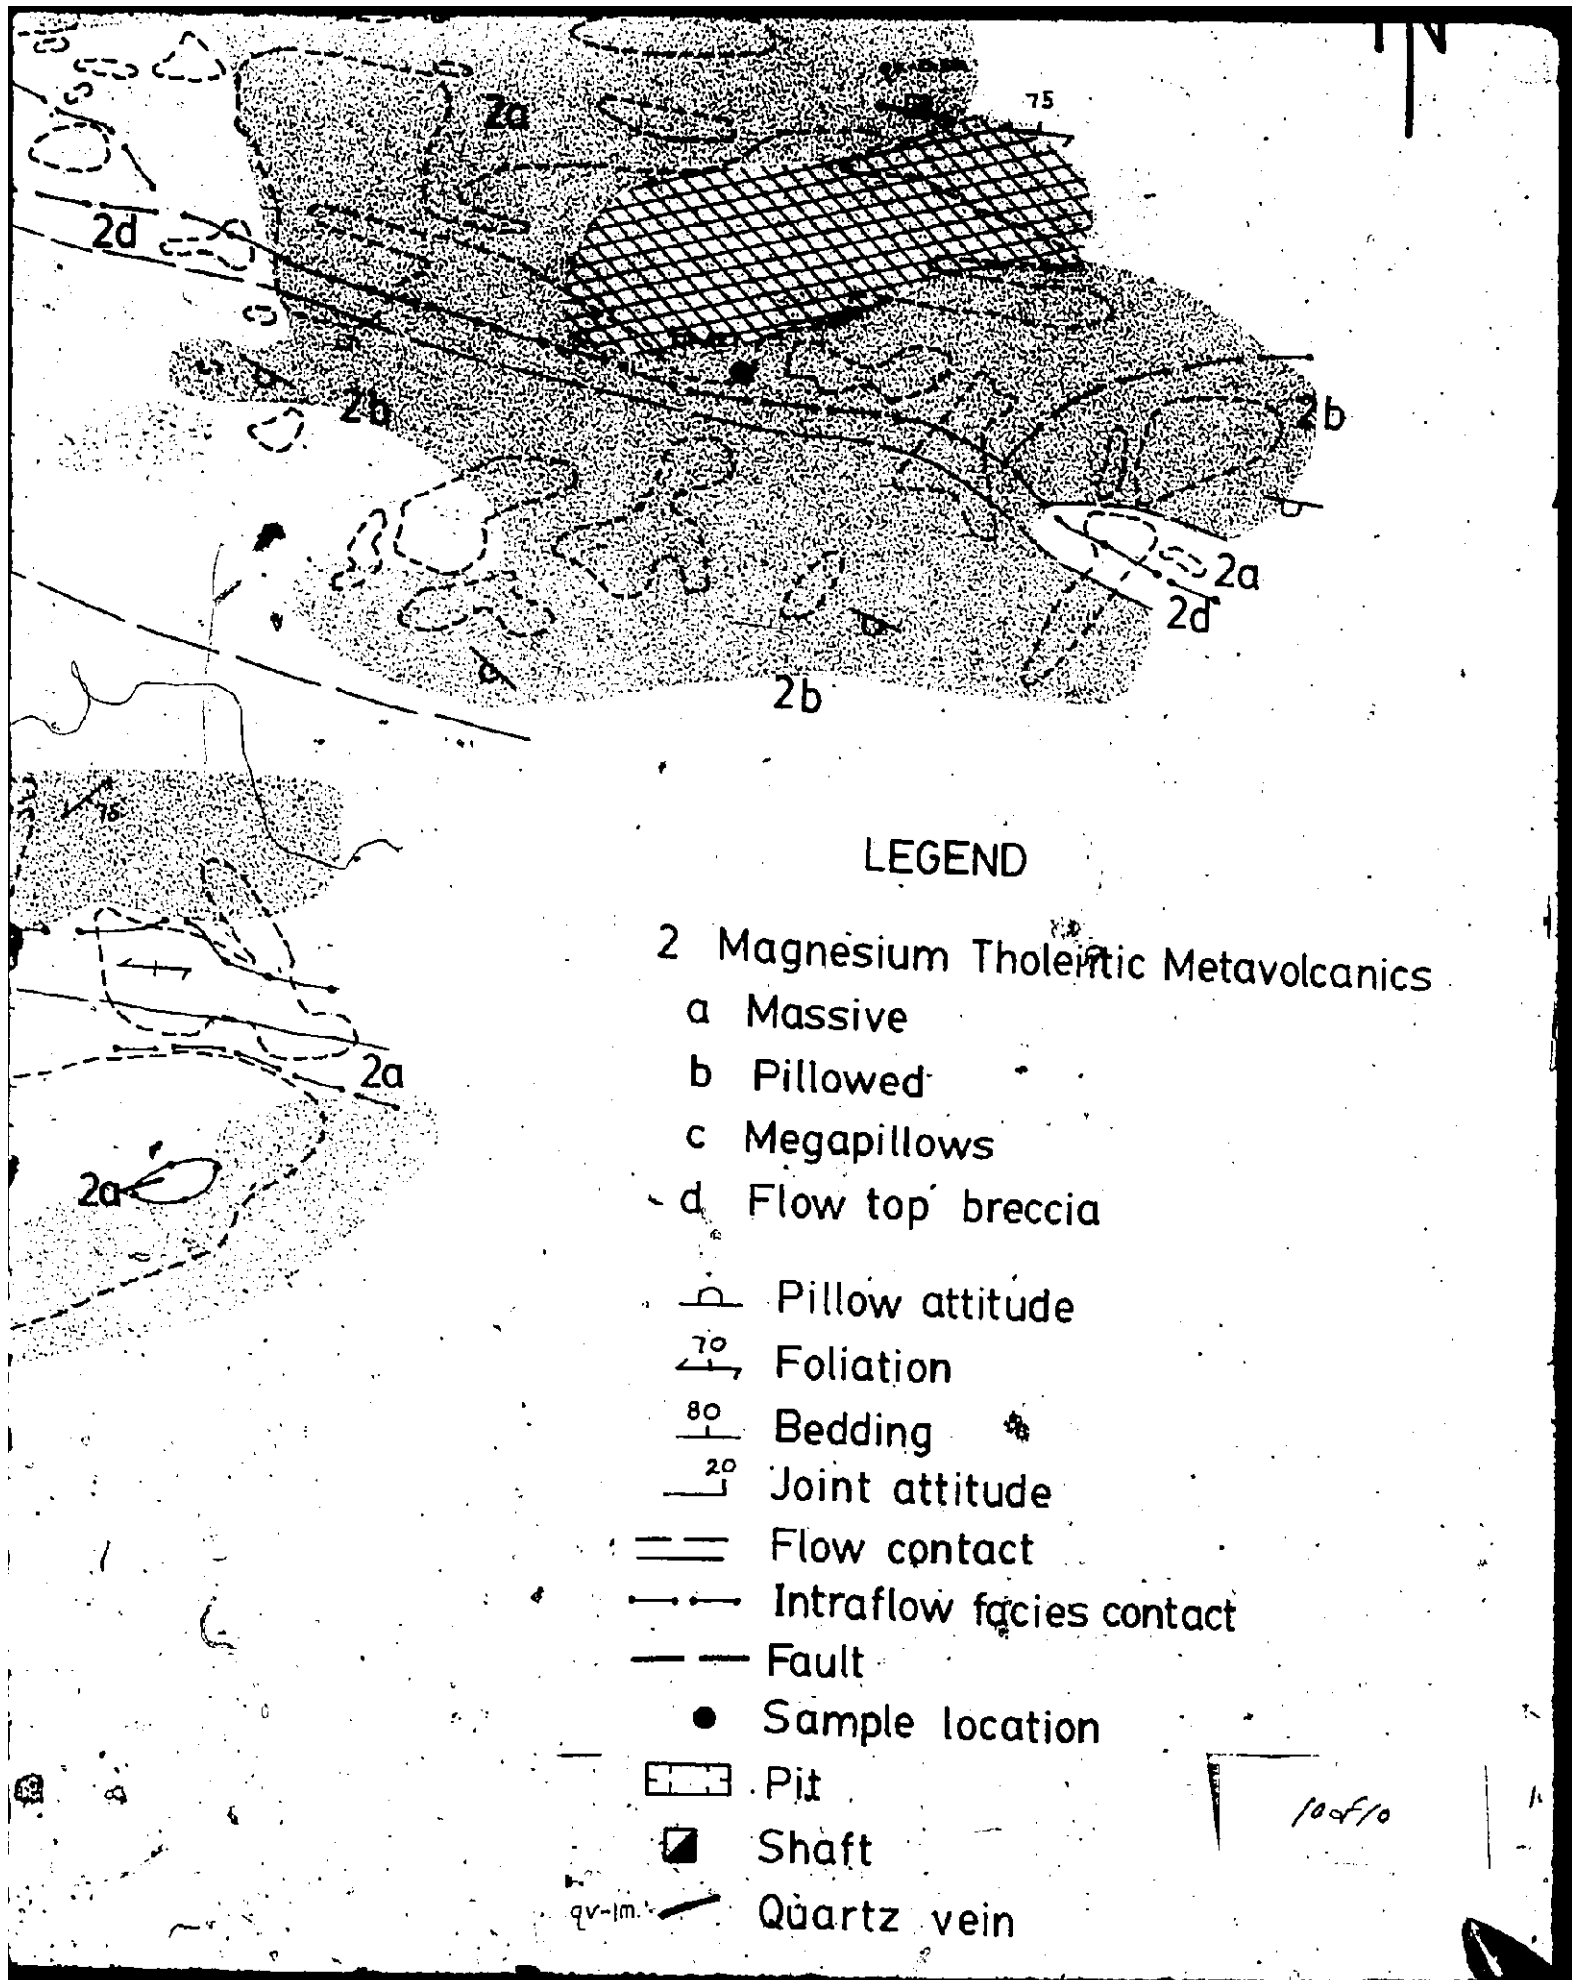 N
2a
75
2d
2b
2b
2a
2d
2b
75
LEGEND
2 Magnesium Tholeiitic Metavolcanics
a Massive
b Pillowed
2a
c Megapillows
2a
d Flow top breccia
Pillow attitude
70 Foliation
80 Bedding
20 Joint attitude
Flow contact
Intraflow facies contact
Fault
Sample location
Pit
10 of 10
Shaft
qv-1m. Quartz vein